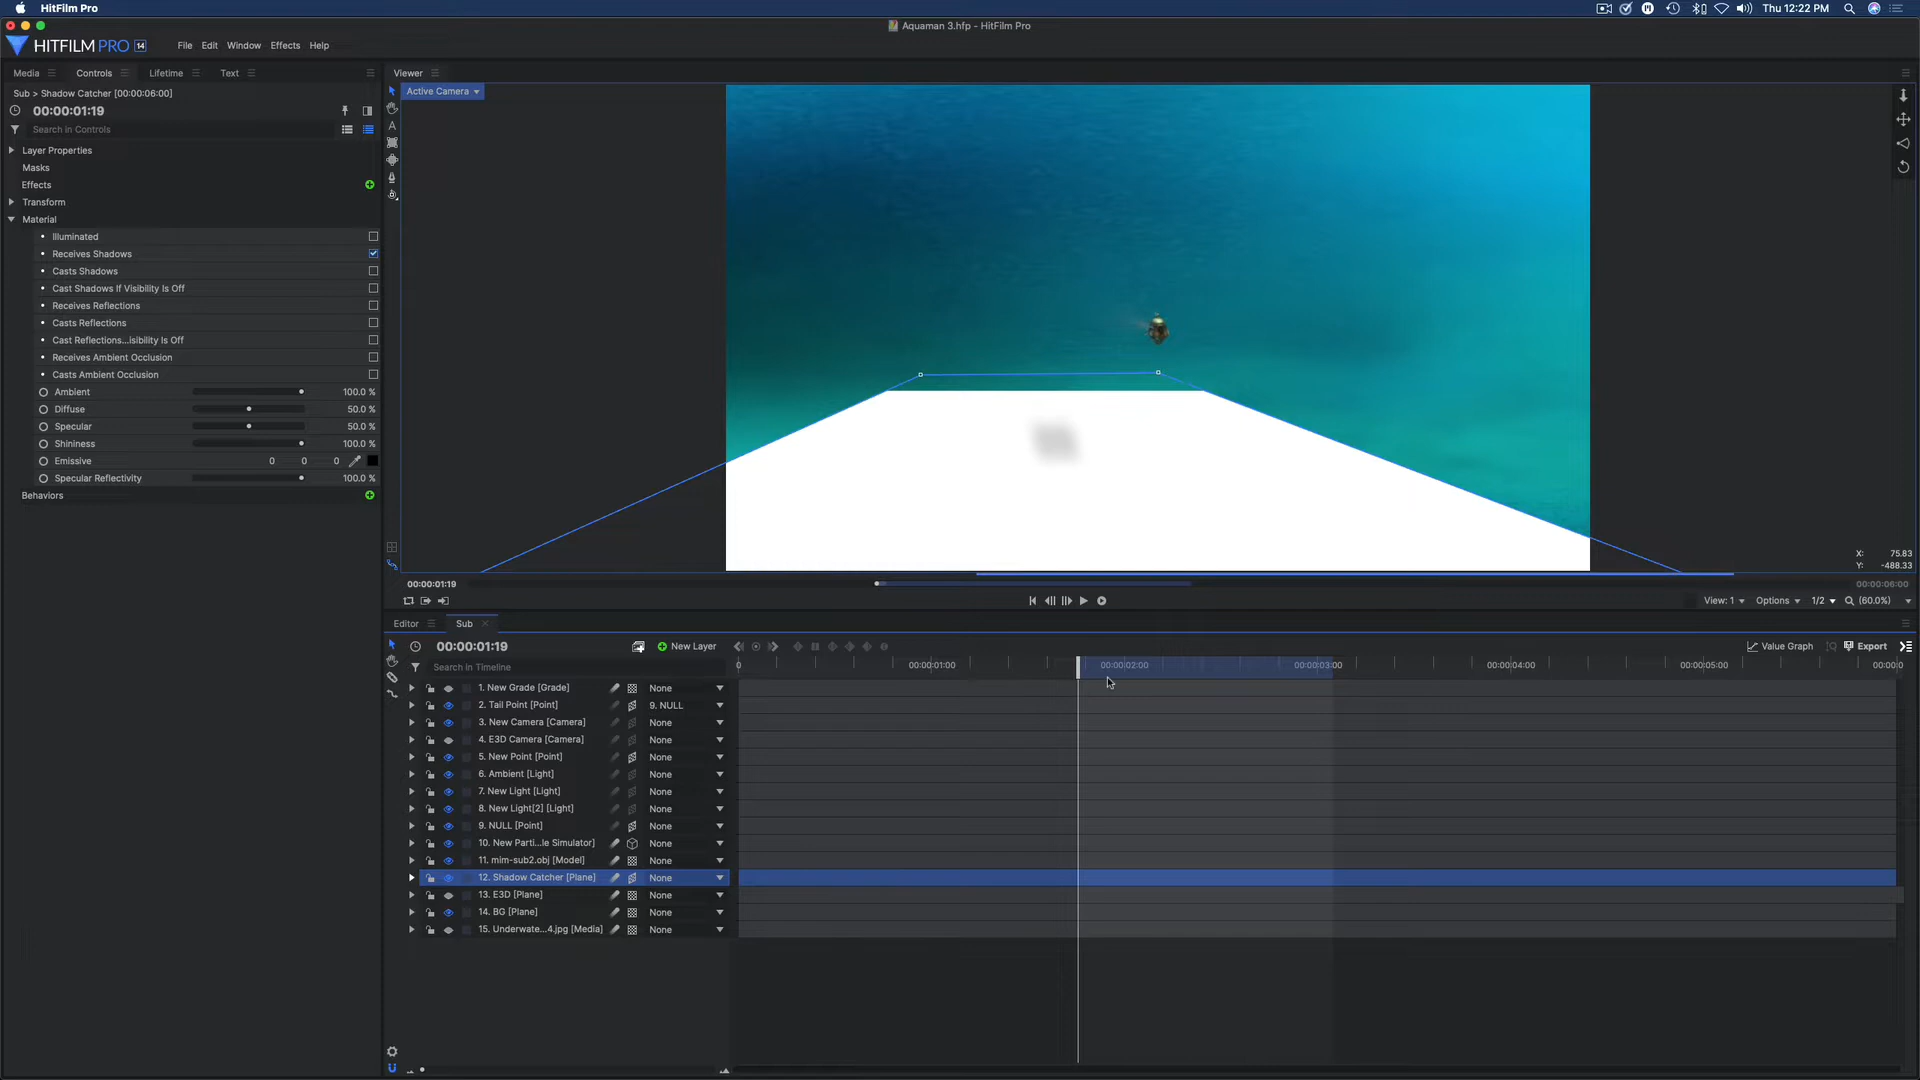 HitFilm Pro
Thu 12:22 PM
Aquaman 3.hfp - HitFilm Pro
HITFILM PRO 14
File Edit Window Effects Help
Media Controls Lifetime Text
Viewer
Sub > Shadow Catcher [00:00:06:00]
Active Camera
00:00:01:19
Search in Controls
Layer Properties
Masks
Effects
Transform
Material
Illuminated
Receives Shadows
Casts Shadows
Cast Shadows If Visibility Is Off
Receives Reflections
Casts Reflections
Cast Reflections...isibility Is Off
Receives Ambient Occlusion
Casts Ambient Occlusion
Ambient 100.0 %
Diffuse 50.0 %
Specular 50.0 %
Shininess 100.0 %
Emissive 0 0 0
Specular Reflectivity 100.0 %
Behaviors
X: 75.83
Y: -488.33
00:00:01:19
00:00:06:00
View: 1 Options 1/2 (60.0%)
Editor Sub
00:00:01:19
New Layer
Value Graph
Export
Search in Timeline
0 00:00:01:00 00:00:02:00 00:00:03:00 00:00:04:00 00:00:05:00 00:00:0
1. New Grade [Grade] None
2. Tail Point [Point] 9. NULL
3. New Camera [Camera] None
4. E3D Camera [Camera] None
5. New Point [Point] None
6. Ambient [Light] None
7. New Light [Light] None
8. New Light[2] [Light] None
9. NULL [Point] None
10. New Parti...le Simulator] None
11. mim-sub2.obj [Model] None
12. Shadow Catcher [Plane] None
13. E3D [Plane] None
14. BG [Plane] None
15. Underwate...4.jpg [Media] None